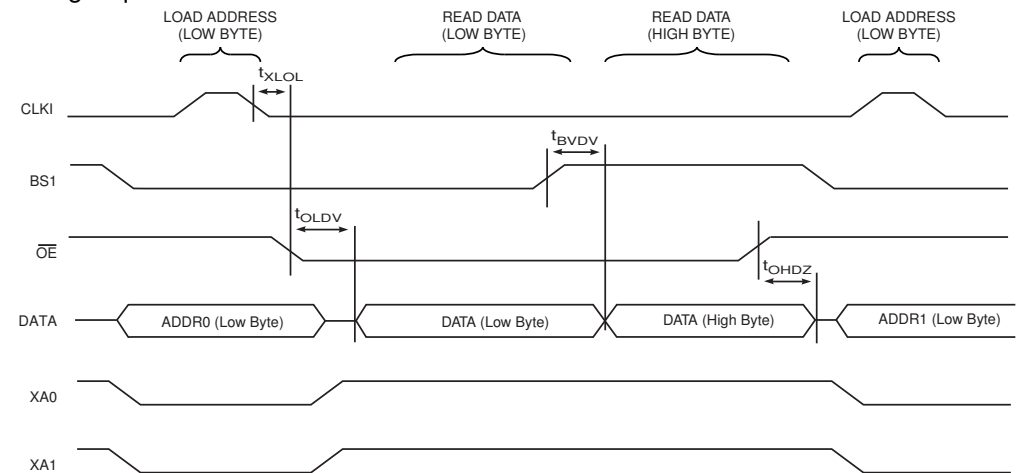 LOAD ADDRESS READ DATA READ DATA LOAD ADDRESS
(LOW BYTE) (LOW BYTE) (HIGH BYTE) (LOW BYTE)
tXLOL
CLKI
tBVDV
BS1
tOLDV
OE
tOHDZ
DATA ADDR0 (Low Byte) DATA (Low Byte) DATA (High Byte) ADDR1 (Low Byte)
XA0
XA1